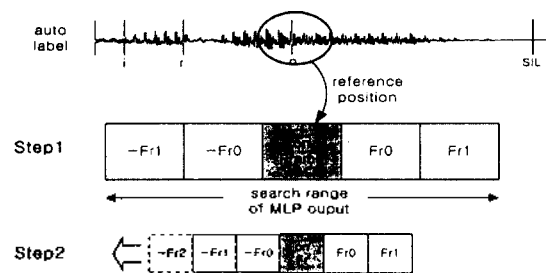 auto
label
i
r
SIL
reference
position
Step1
~Fr1
~Fr0
Fr0
Fr1
search range
of MLP ouput
Step2
~Fr2
~Fr1
~Fr0
Fr0
Fr1